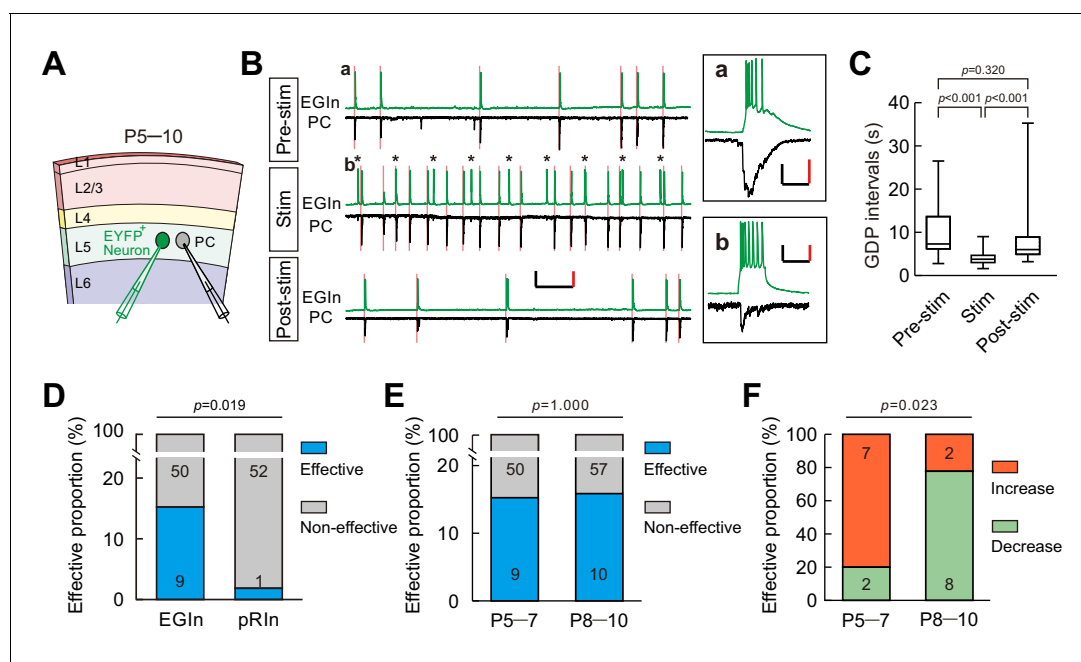 A
P5—10
L1
L2/3
L4
L5
L6
EYFP+
Neuron
PC
B
Pre-stim
a
EGIn
PC
Stim
* * * * * * * * *
b
EGIn
PC
Post-stim
EGIn
PC
a
b
C
p=0.320
p<0.001 p<0.001
GDP intervals (s)
40
30
20
10
0
Pre-stim
Stim
Post-stim
D
p=0.019
Effective proportion (%)
100
20
10
0
50 52
9 1
EGIn pRIn
Effective
Non-effective
E
p=1.000
Effective proportion (%)
100
20
10
0
50 57
9 10
P5—7 P8—10
Effective
Non-effective
F
p=0.023
Effective proportion (%)
100
80
60
40
20
0
7 2
2 8
P5—7 P8—10
Increase
Decrease